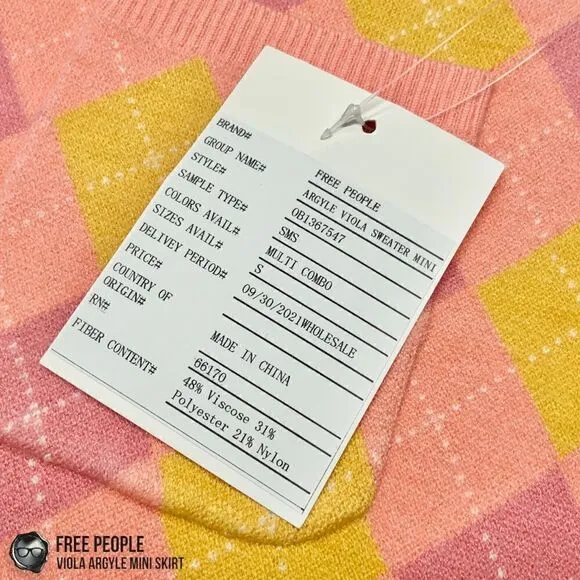 BRAND# FREE PEOPLE
GROUP NAME# ARGYLE VIOLA SWEATER MINI
STYLE# OB1367547
SAMPLE TYPE# SMS
COLORS AVAIL# MULTI COMBO
SIZES AVAIL# S
DELIVEY PERIOD# 09/30/2021WHOLESALE
PRICE#
COUNTRY OF
ORIGIN# MADE IN CHINA
RN# 66170
FIBER CONTENT# 48% Viscose 31%
Polyester 21% Nylon
FREE PEOPLE
VIOLA ARGYLE MINI SKIRT